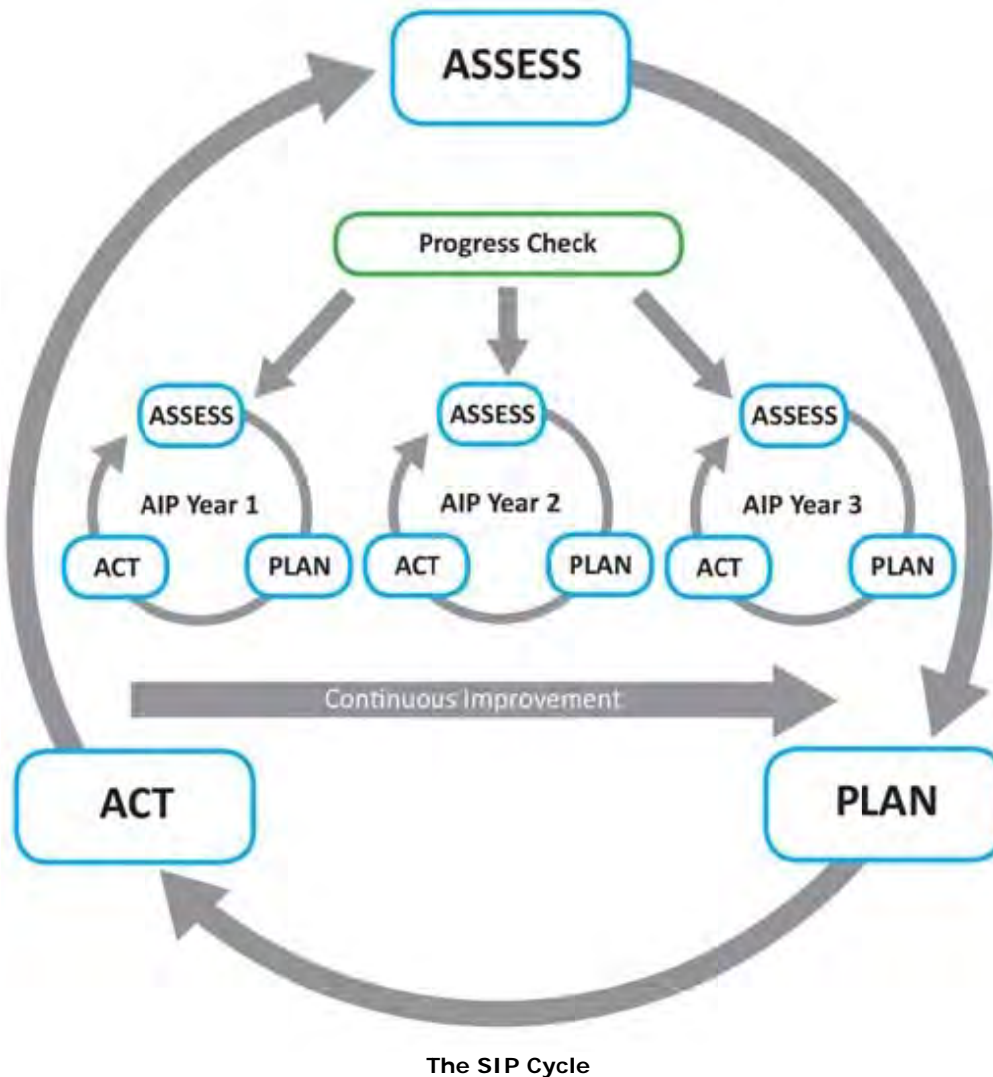 ASSESS
Progress Check
ASSESS
ASSESS
ASSESS
AIP Year 1
AIP Year 2
AIP Year 3
ACT
PLAN
ACT
PLAN
ACT
PLAN
Continuous Improvement
ACT
PLAN
The SIP Cycle